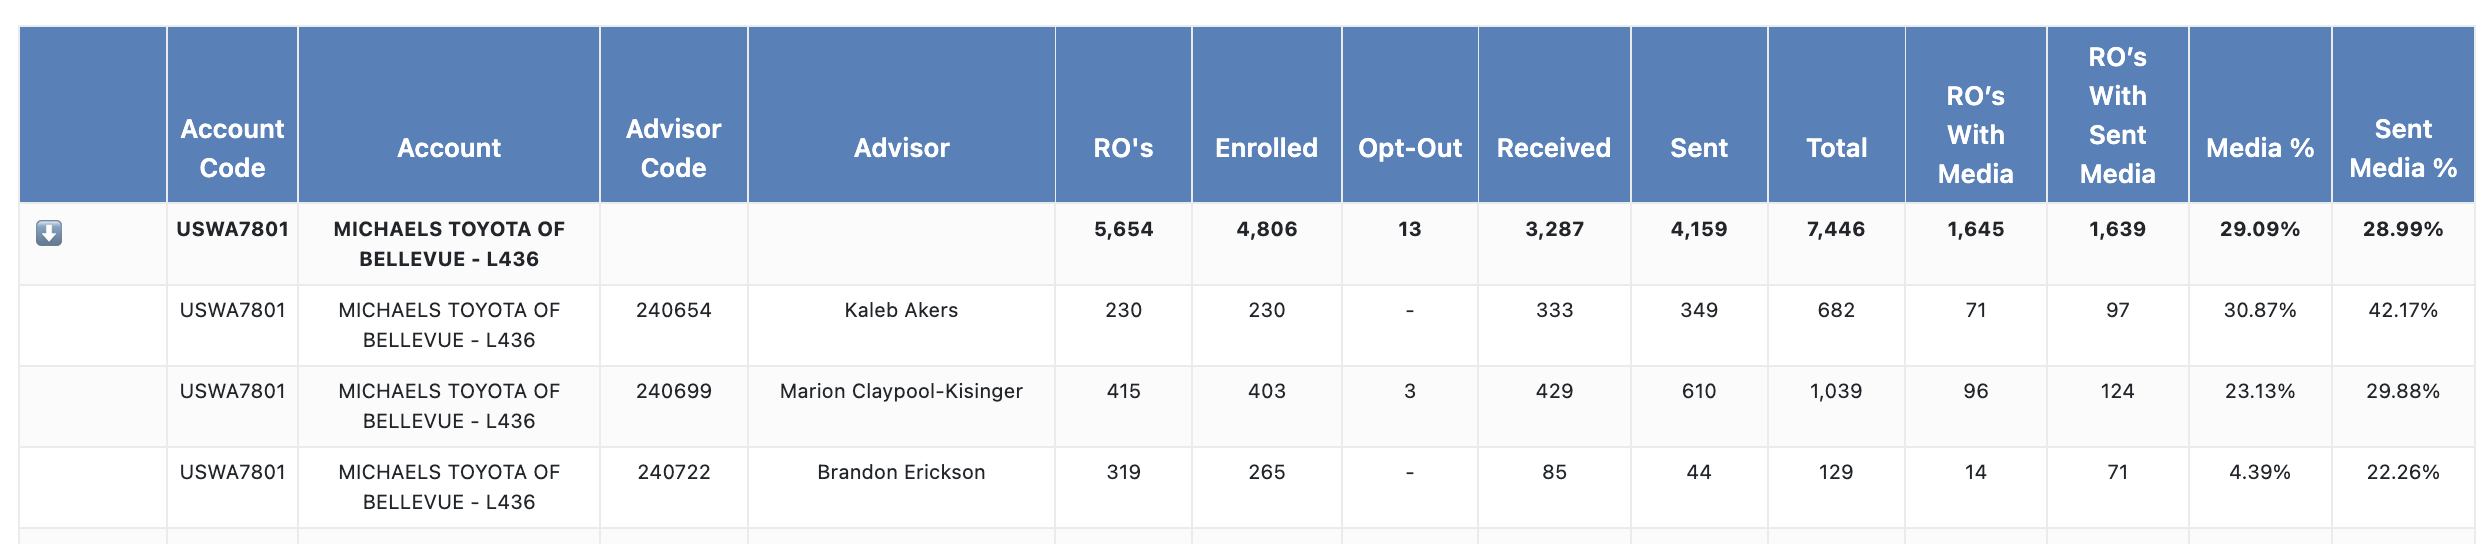 Account Code	Account	Advisor Code	Advisor	RO's	Enrolled	Opt-Out	Received	Sent	Total	RO’s With Media	RO’s With Sent Media	Media %	Sent Media %
USWA7801	MICHAELS TOYOTA OF BELLEVUE - L436			5,654	4,806	13	3,287	4,159	7,446	1,645	1,639	29.09%	28.99%
USWA7801	MICHAELS TOYOTA OF BELLEVUE - L436	240654	Kaleb Akers	230	230	-	333	349	682	71	97	30.87%	42.17%
USWA7801	MICHAELS TOYOTA OF BELLEVUE - L436	240699	Marion Claypool-Kisinger	415	403	3	429	610	1,039	96	124	23.13%	29.88%
USWA7801	MICHAELS TOYOTA OF BELLEVUE - L436	240722	Brandon Erickson	319	265	-	85	44	129	14	71	4.39%	22.26%